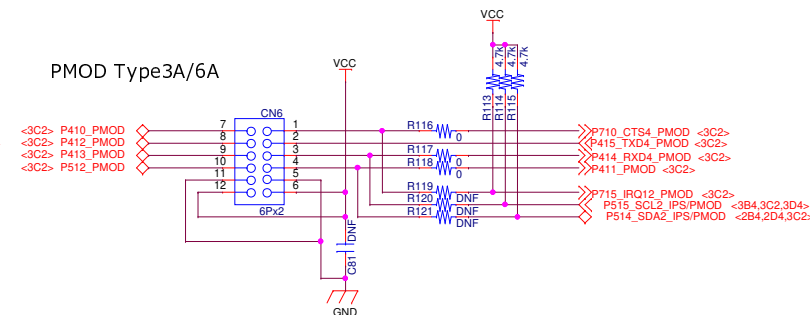 VCC
PMOD Type3A/6A
VCC
4.7k
4.7k
4.7k
R113
R114
R115
CN6
<3C2> P410_PMOD 7 1 R116 0 P710_CTS4_PMOD <3C2>
<3C2> P412_PMOD 8 2 P415_TXD4_PMOD <3C2>
<3C2> P413_PMOD 9 3 R117 0 P414_RXD4_PMOD <3C2>
<3C2> P512_PMOD 10 4 R118 0 P411_PMOD <3C2>
11 5
12 6 R119 DNF P715_IRQ12_PMOD <3C2>
R120 DNF P515_SCL2_IPS/PMOD <3B4,3C2,3D4>
6Px2 R121 DNF P514_SDA2_IPS/PMOD <2B4,2D4,3C2>
DNF
C81
GND